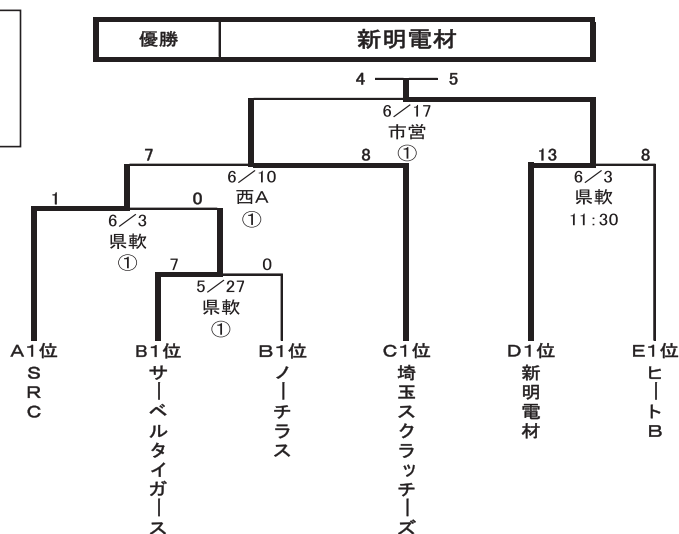 優勝 新明電材
4 5
6／17
市営
①
7 8
6／10
西A
①
13 8
6／3
県軟
11:30
1 0
6／3
県軟
①
7 0
5／27
県軟
①
A1位
SRC
B1位
サーベルタイガース
B1位
ノーチラス
C1位
埼玉スクラッチーズ
D1位
新明電材
E1位
ヒートB